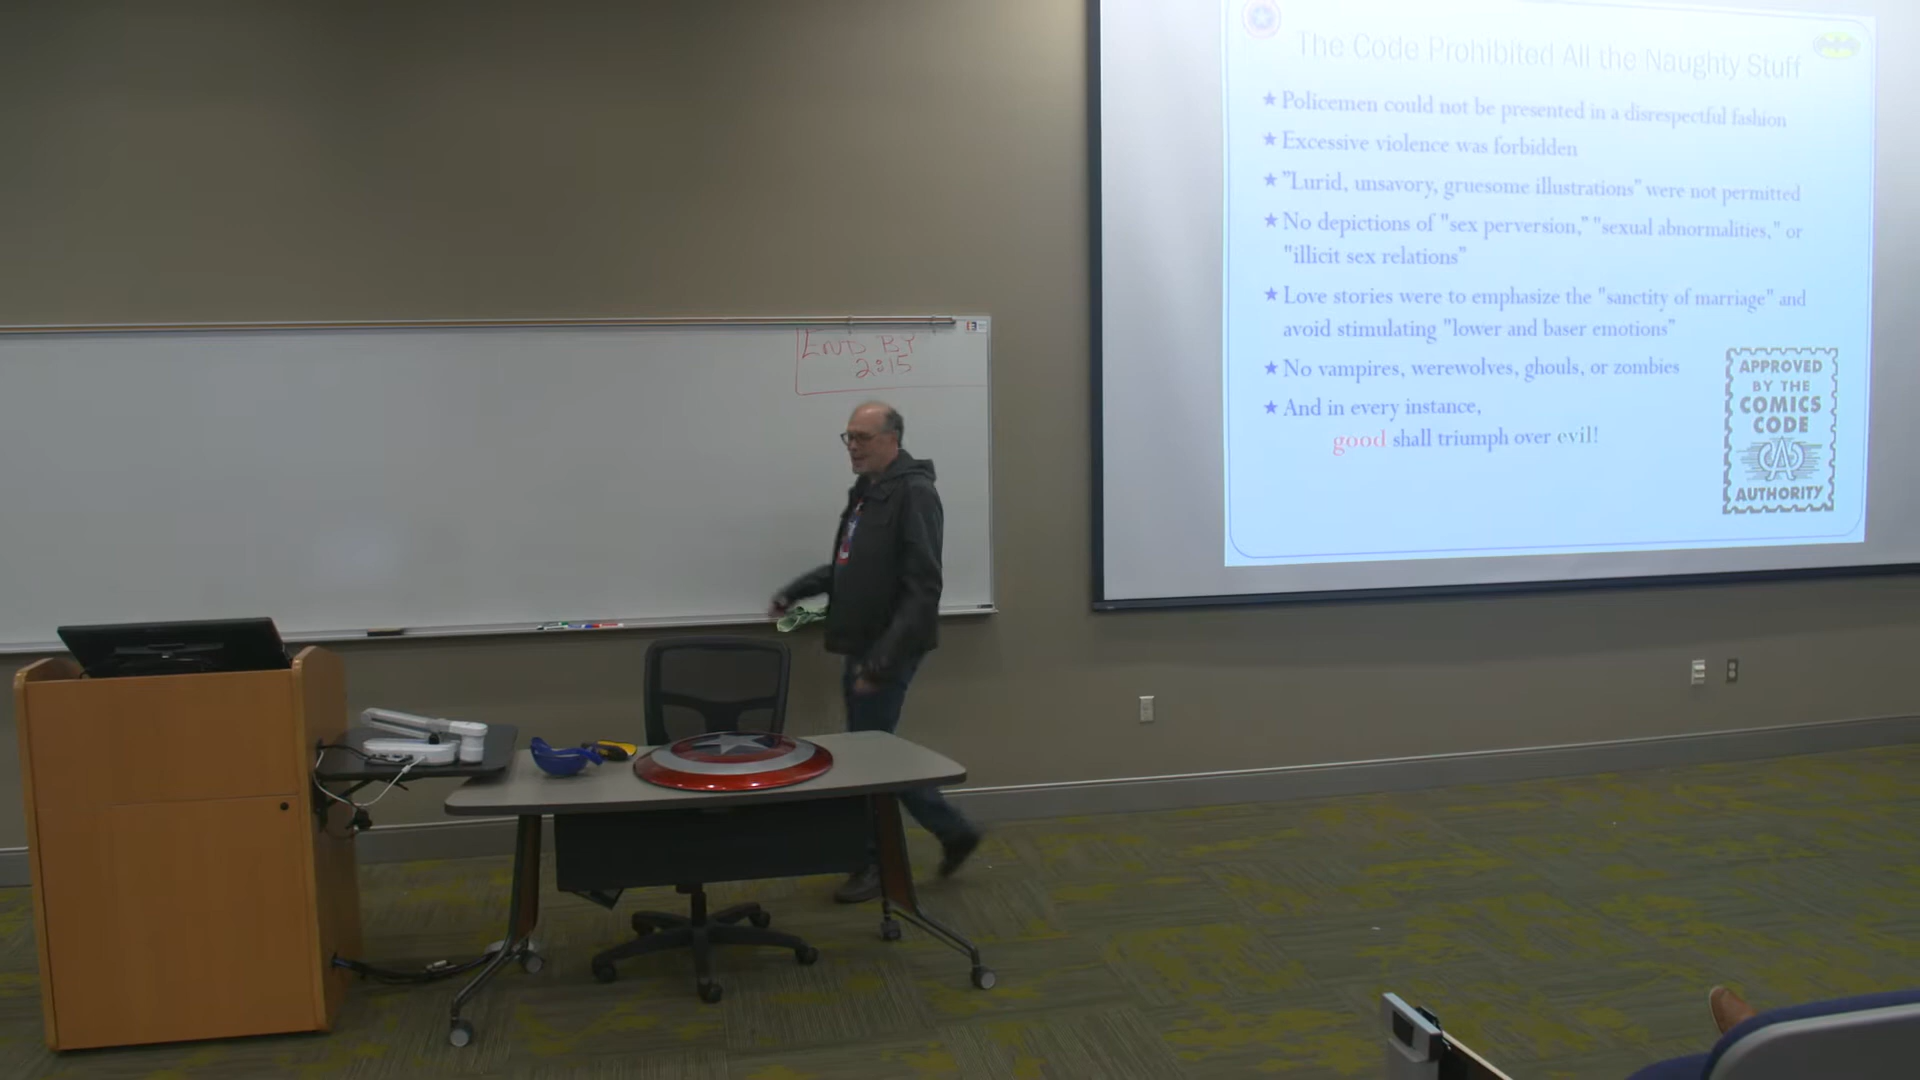 The Code Prohibited All the Naughty Stuff
★ Policemen could not be presented in a disrespectful fashion
★ Excessive violence was forbidden
★ "Lurid, unsavory, gruesome illustrations" were not permitted
★ No depictions of "sex perversion," "sexual abnormalities," or
"illicit sex relations"
★ Love stories were to emphasize the "sanctity of marriage" and
avoid stimulating "lower and baser emotions"
★ No vampires, werewolves, ghouls, or zombies
★ And in every instance,
good shall triumph over evil!
APPROVED
BY THE
COMICS
CODE
CA
AUTHORITY
END BY
2:15